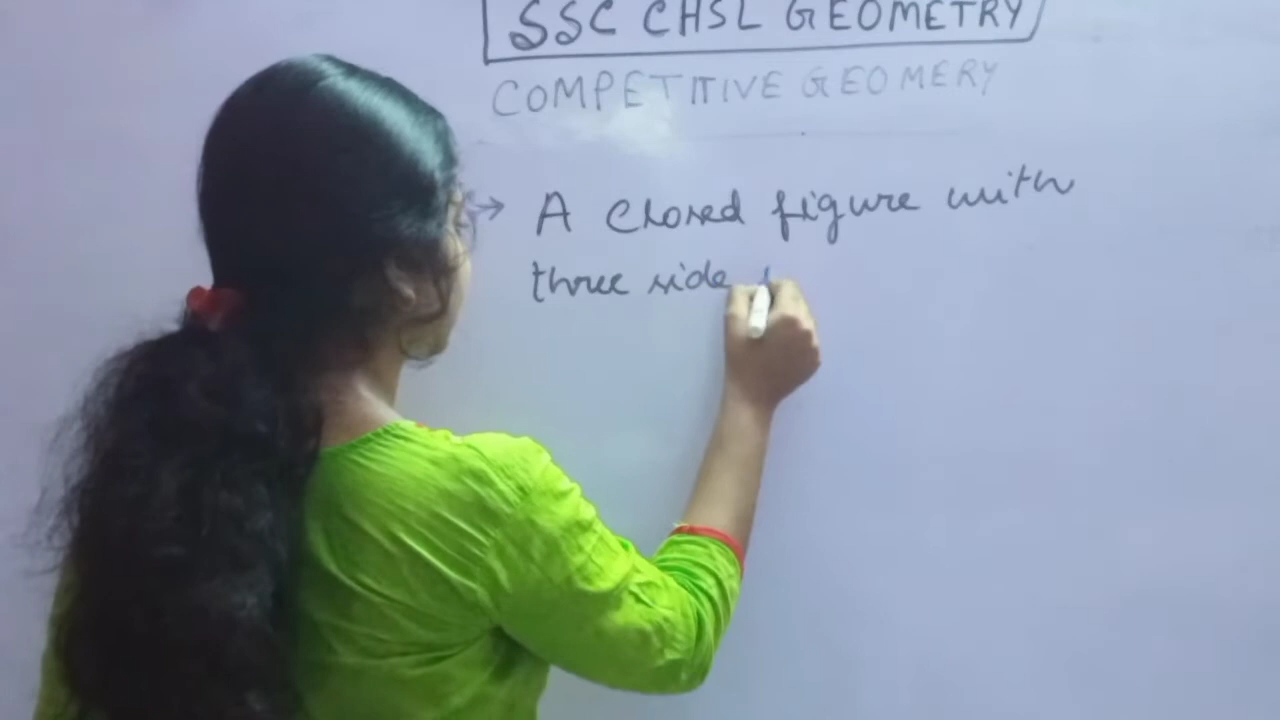 SSC CHSL GEOMETRY
COMPETITIVE GEOMERY
→ A closed figure with
three side